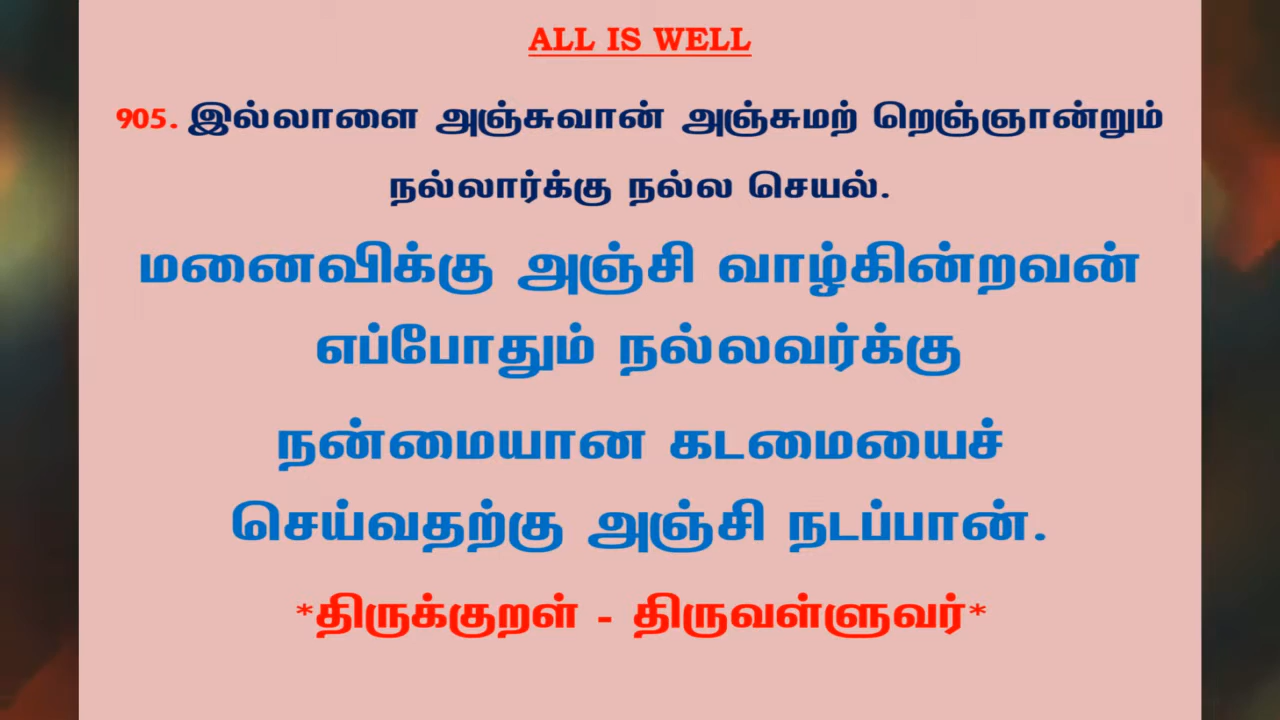 ALL IS WELL
905. இல்லாளை அஞ்சுவான் அஞ்சுமற் றெஞ்ஞான்றும்
நல்லார்க்கு நல்ல செயல்.
மனைவிக்கு அஞ்சி வாழ்கின்றவன்
எப்போதும் நல்லவர்க்கு
நன்மையான கடமையைச்
செய்வதற்கு அஞ்சி நடப்பான்.
*திருக்குறள் - திருவள்ளுவர்*